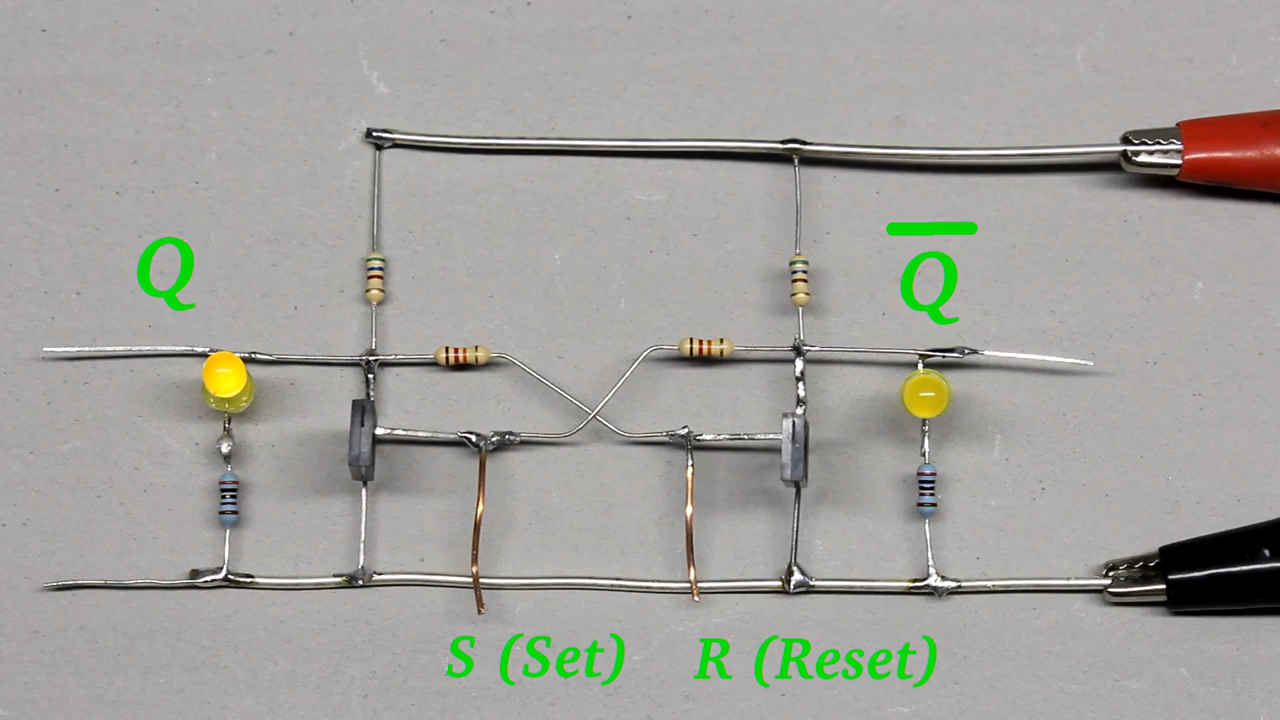 Q
Q̅
S (Set)
R (Reset)